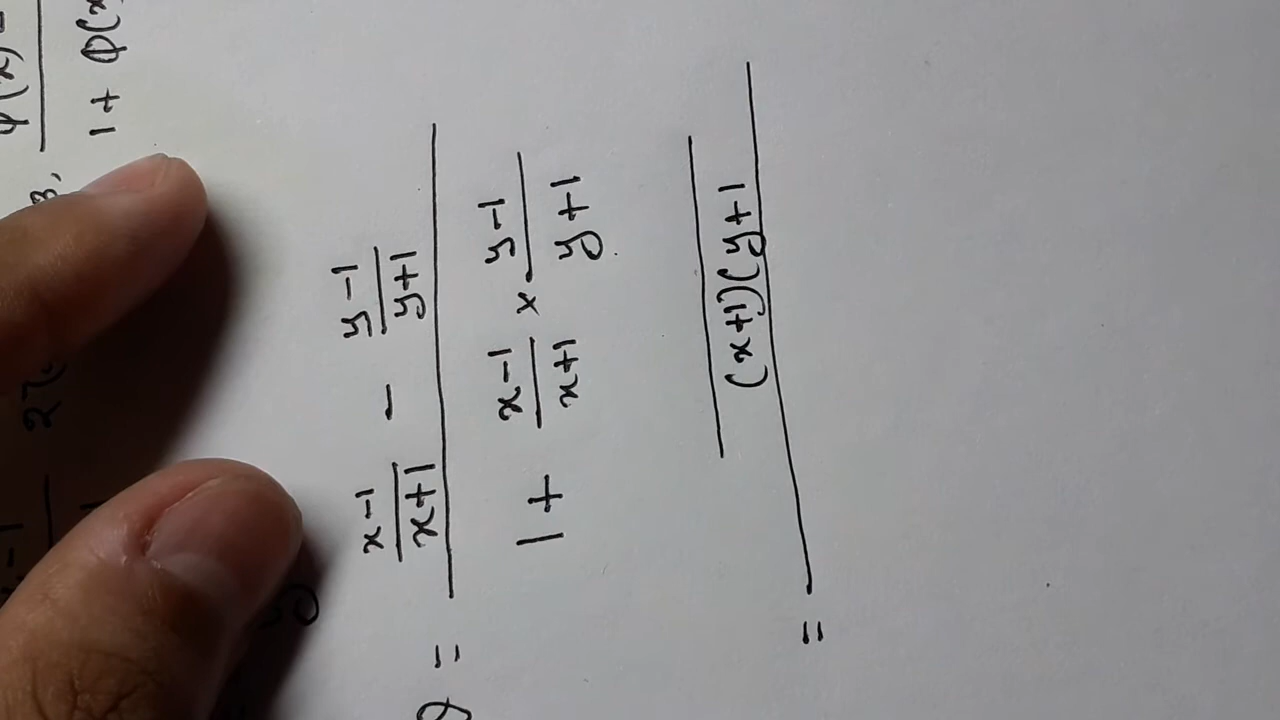 1 + φ(x
x-1/x+1 - y-1/y+1
=
1 + x-1/x+1 × y-1/y+1
(x+1)(y+1
=